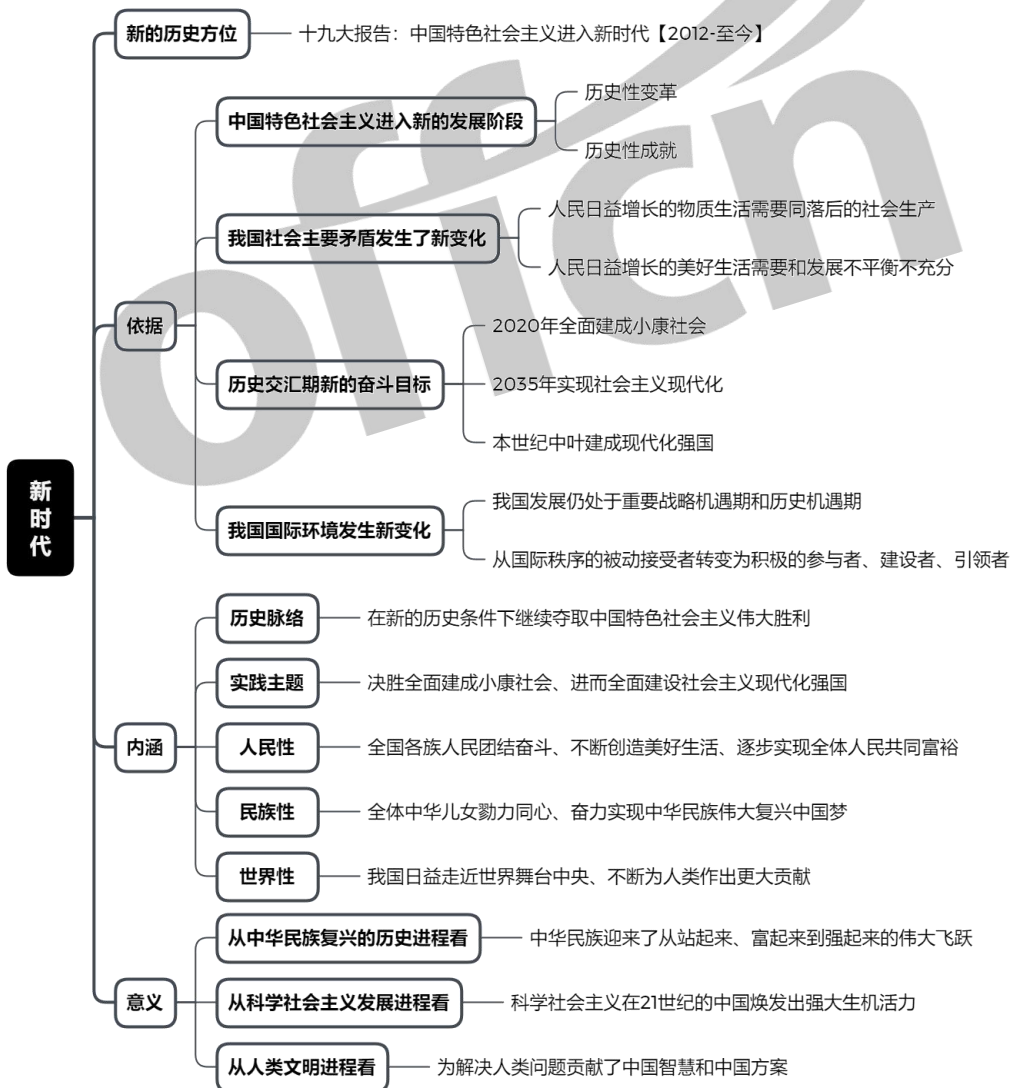 新的历史方位
十九大报告：中国特色社会主义进入新时代【2012-至今】
中国特色社会主义进入新的发展阶段
历史性变革
历史性成就
我国社会主要矛盾发生了新变化
人民日益增长的物质生活需要同落后的社会生产
人民日益增长的美好生活需要和发展不平衡不充分
依据
历史交汇期新的奋斗目标
2020年全面建成小康社会
2035年实现社会主义现代化
本世纪中叶建成现代化强国
我国国际环境发生新变化
我国发展仍处于重要战略机遇期和历史机遇期
从国际秩序的被动接受者转变为积极的参与者、建设者、引领者
新
时
代
内涵
历史脉络
在新的历史条件下继续夺取中国特色社会主义伟大胜利
实践主题
决胜全面建成小康社会、进而全面建设社会主义现代化强国
人民性
全国各族人民团结奋斗、不断创造美好生活、逐步实现全体人民共同富裕
民族性
全体中华儿女勠力同心、奋力实现中华民族伟大复兴中国梦
世界性
我国日益走近世界舞台中央、不断为人类作出更大贡献
意义
从中华民族复兴的历史进程看
中华民族迎来了从站起来、富起来到强起来的伟大飞跃
从科学社会主义发展进程看
科学社会主义在21世纪的中国焕发出强大生机活力
从人类文明进程看
为解决人类问题贡献了中国智慧和中国方案
offcn